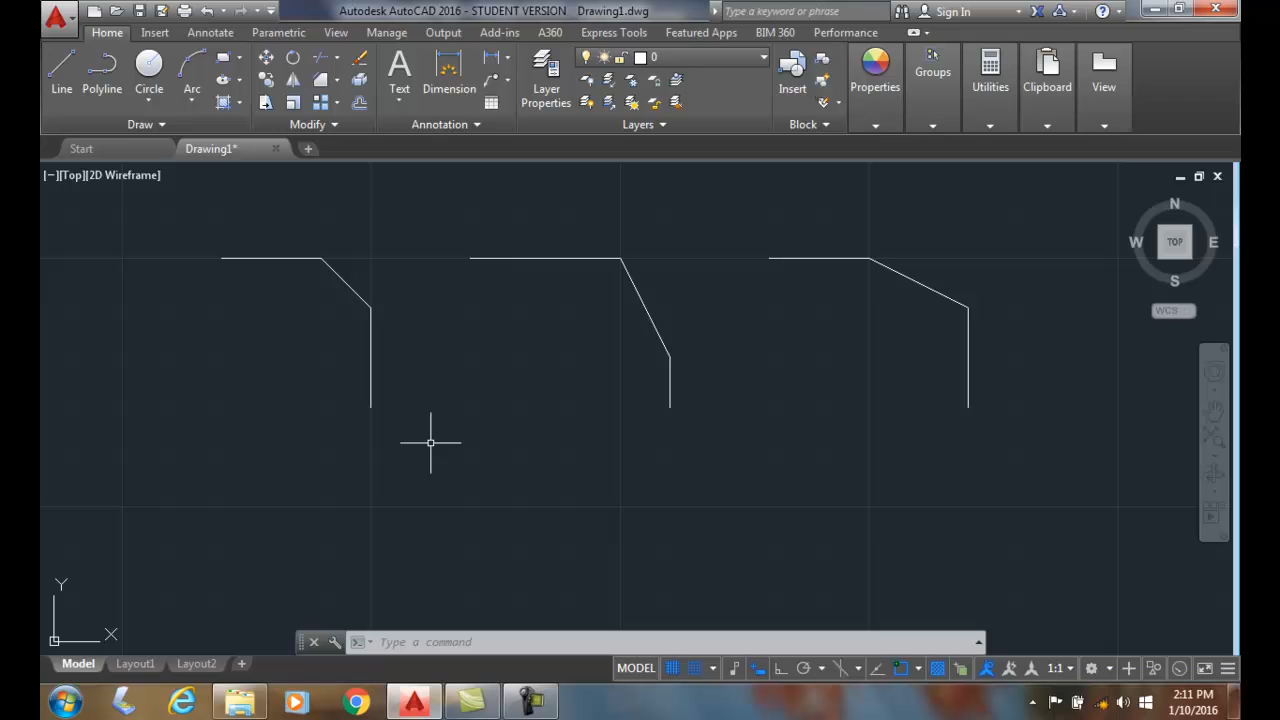 Autodesk AutoCAD 2016 - STUDENT VERSION Drawing1.dwg
Type a keyword or phrase
Sign In
Home Insert Annotate Parametric View Manage Output Add-ins A360 Express Tools Featured Apps BIM 360 Performance
0
Line Polyline Circle Arc Text Dimension Layer Properties Insert Properties Groups Utilities Clipboard View
Draw Modify Annotation Layers Block
Start Drawing1*
[−][Top][2D Wireframe]
N
W TOP E
S
WCS
Y
X
Type a command
Model Layout1 Layout2
MODEL 1:1
2:11 PM
1/10/2016